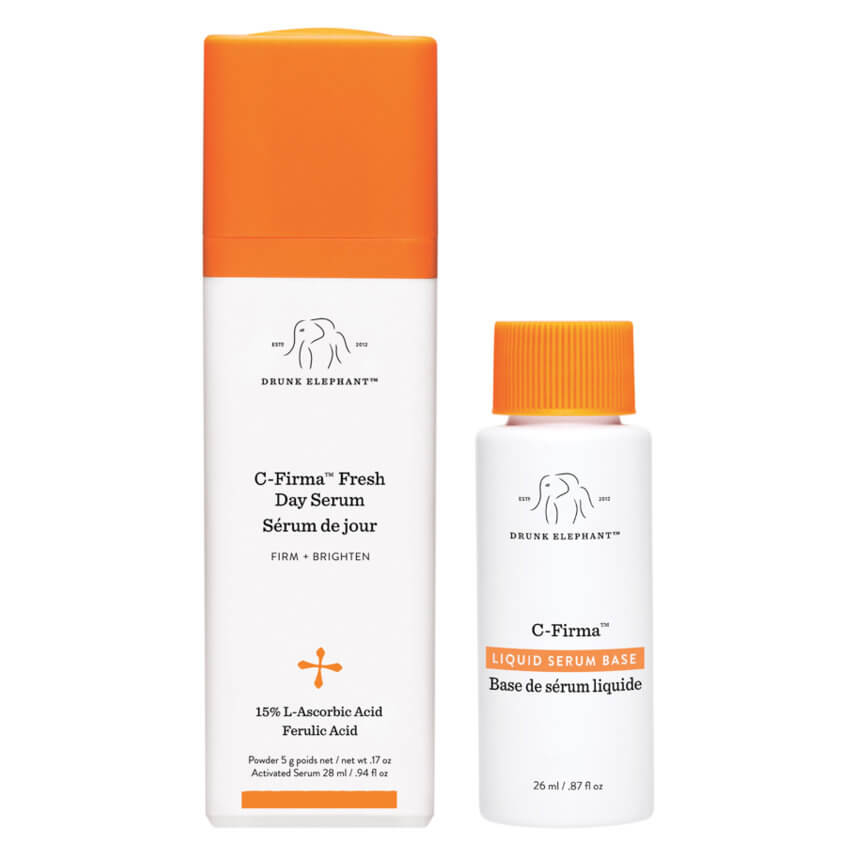 ESTD 2012
DRUNK ELEPHANT™
C-Firma™ Fresh
Day Serum
Sérum de jour
FIRM + BRIGHTEN
15% L-Ascorbic Acid
Ferulic Acid
Powder 5 g poids net / net wt .17 oz
Activated Serum 28 ml / .94 fl oz
ESTD 2012
DRUNK ELEPHANT™
C-Firma™
LIQUID SERUM BASE
Base de sérum liquide
26 ml / .87 fl oz